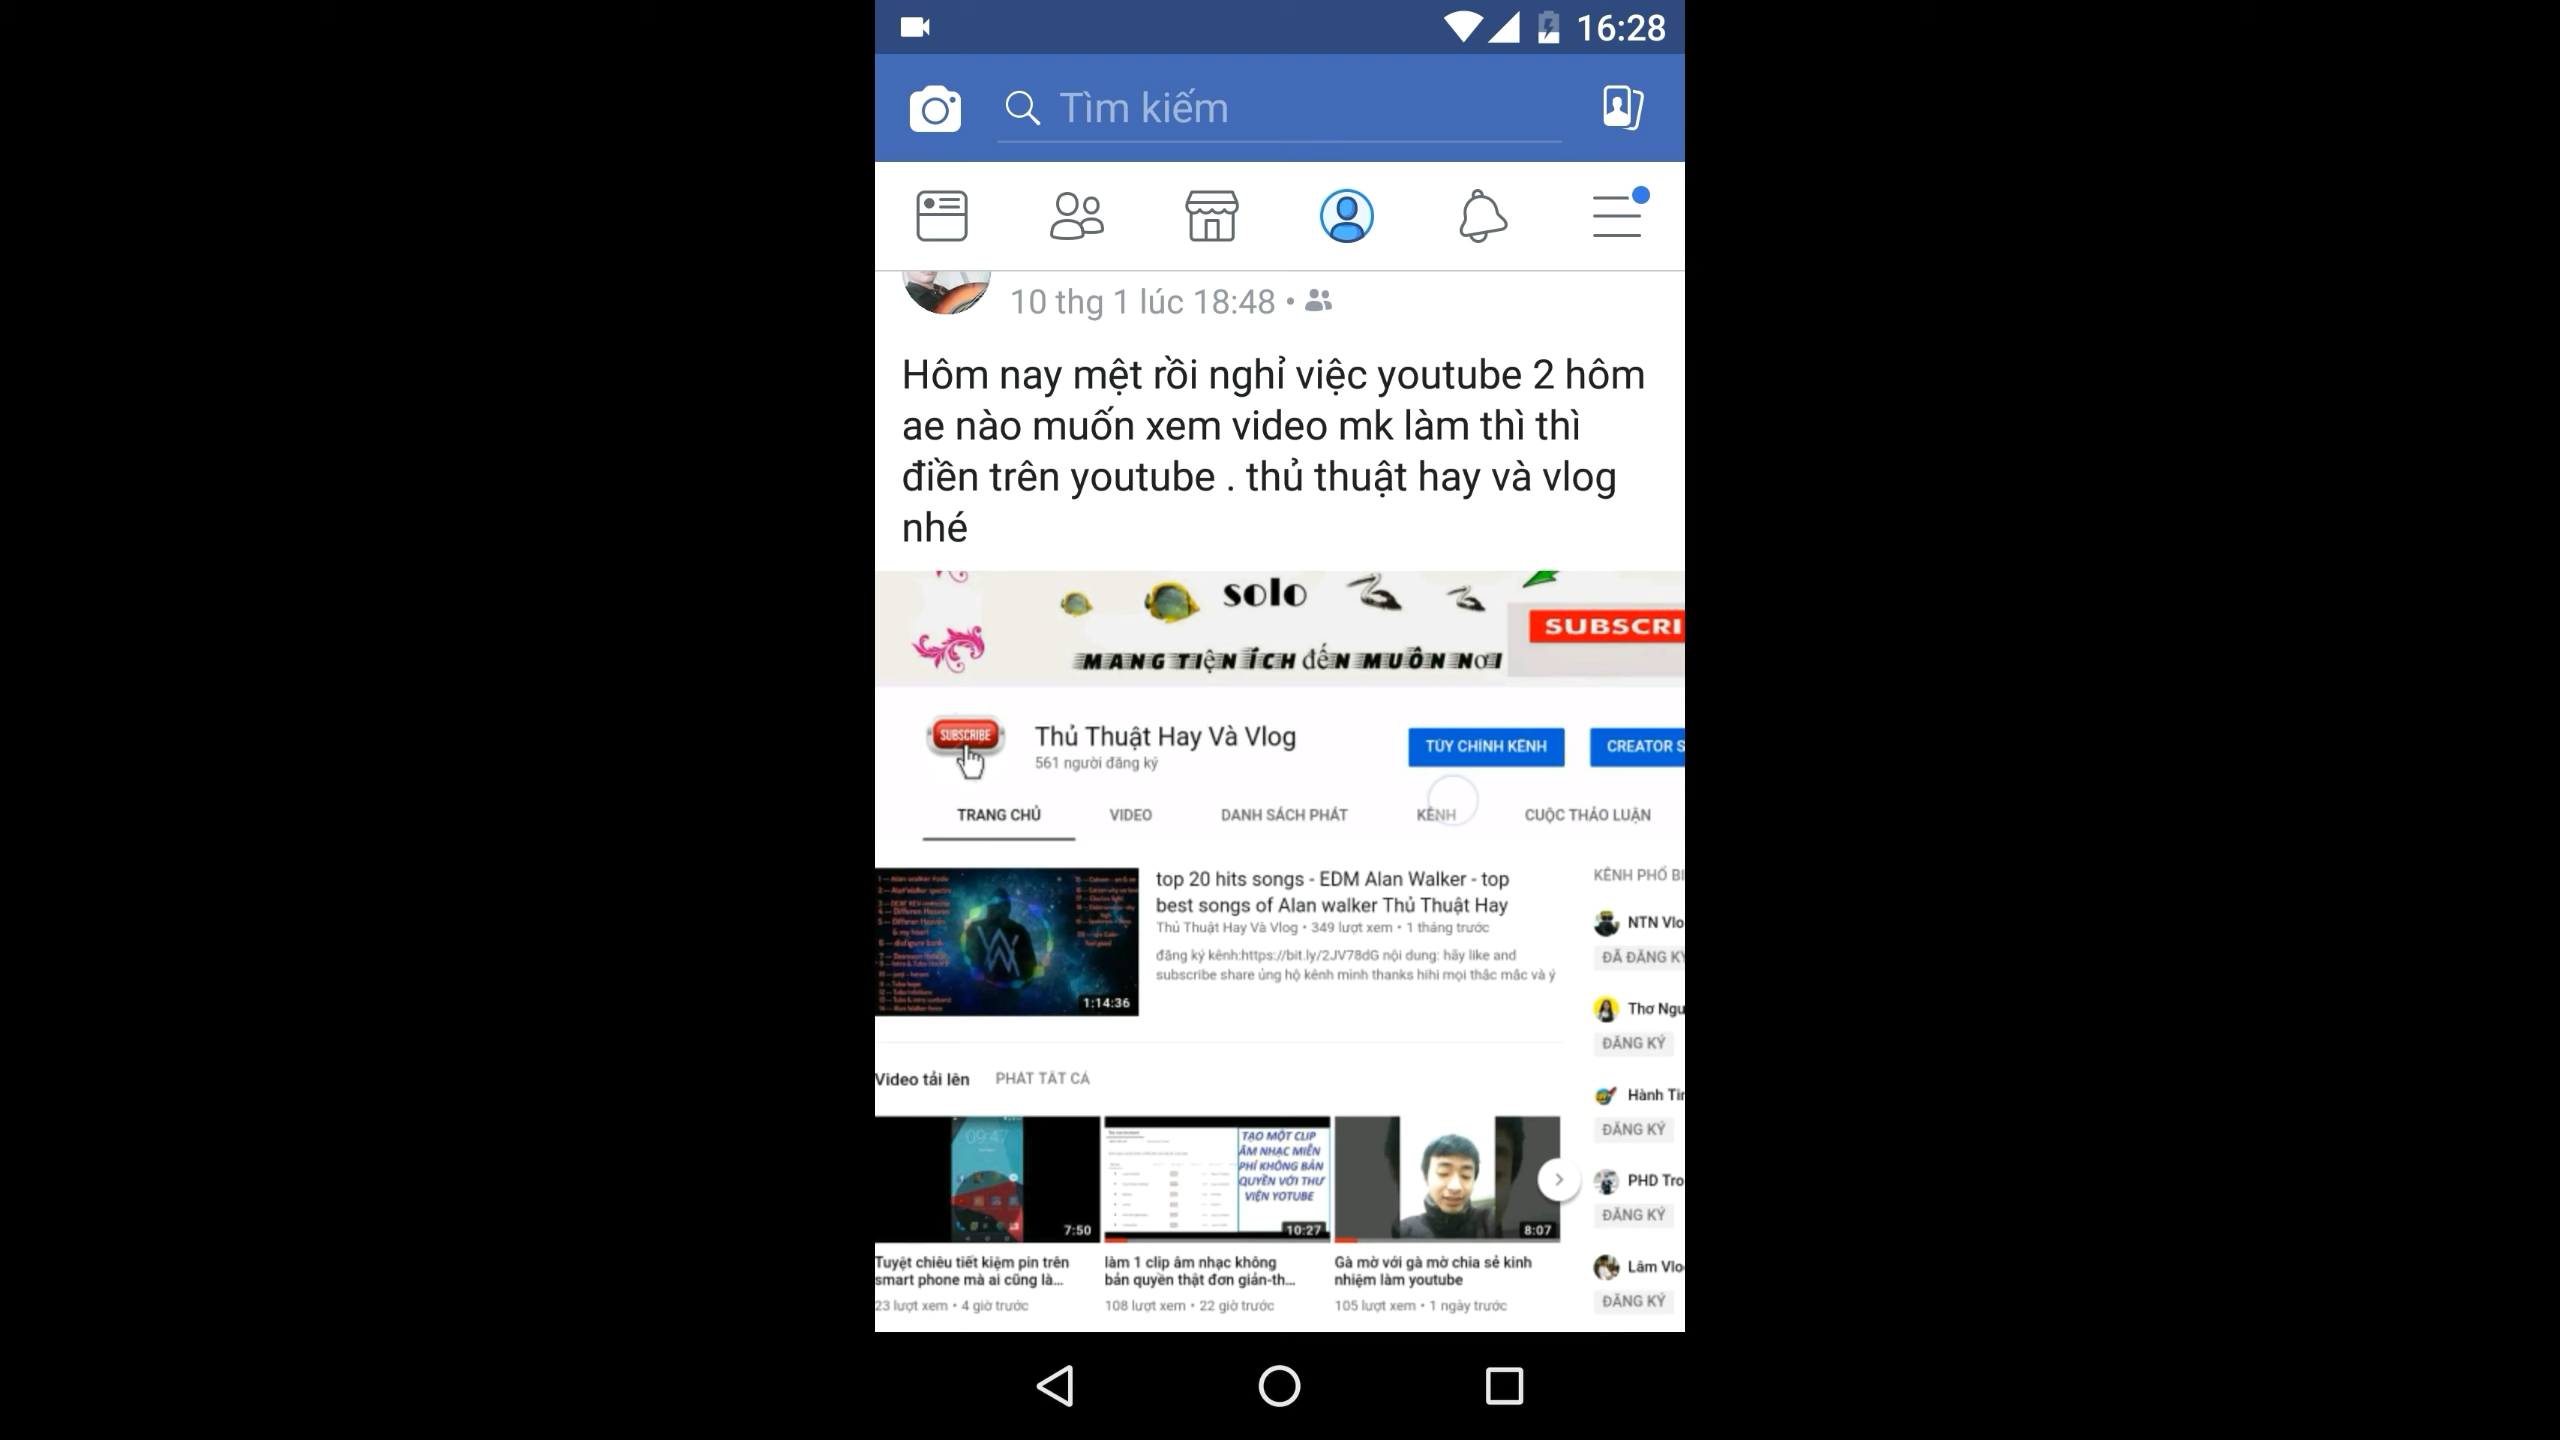 16:28
Tìm kiếm
10 thg 1 lúc 18:48 •
Hôm nay mệt rồi nghỉ việc youtube 2 hôm
ae nào muốn xem video mk làm thì thì
điền trên youtube . thủ thuật hay và vlog
nhé
solo
SUBSCRI
MANG TIỆN ÍCH đẾN MUÔN NƠI
SUBSCRIBE
Thủ Thuật Hay Và Vlog
561 người đăng ký
TÙY CHỈNH KÊNH
CREATOR S
TRANG CHỦ
VIDEO
DANH SÁCH PHÁT
KÊNH
CUỘC THẢO LUẬN
top 20 hits songs - EDM Alan Walker - top
best songs of Alan walker Thủ Thuật Hay
Thủ Thuật Hay Và Vlog • 349 lượt xem • 1 tháng trước
đăng ký kênh:https://bit.ly/2JV78dG nội dung: hãy like and
subscribe share ủng hộ kênh mình thanks hihi mọi thắc mắc và ý
1:14:36
KÊNH PHỔ BI
NTN Vlo
ĐÃ ĐĂNG KÝ
Thơ Ngu
ĐĂNG KÝ
Hành Tin
ĐĂNG KÝ
PHD Tro
ĐĂNG KÝ
Lâm Vlo
ĐĂNG KÝ
Video tải lên
PHÁT TẤT CẢ
09:47
7:50
TẠO MỘT CLIP
ÂM NHẠC MIỄN
PHÍ KHÔNG BẢN
QUYỀN VỚI THƯ
VIỆN YOTUBE
10:27
8:07
Tuyệt chiêu tiết kiệm pin trên
smart phone mà ai cũng là...
23 lượt xem • 4 giờ trước
làm 1 clip âm nhạc không
bản quyền thật đơn giản-th...
108 lượt xem • 22 giờ trước
Gà mờ với gà mờ chia sẻ kinh
nhiệm làm youtube
105 lượt xem • 1 ngày trước